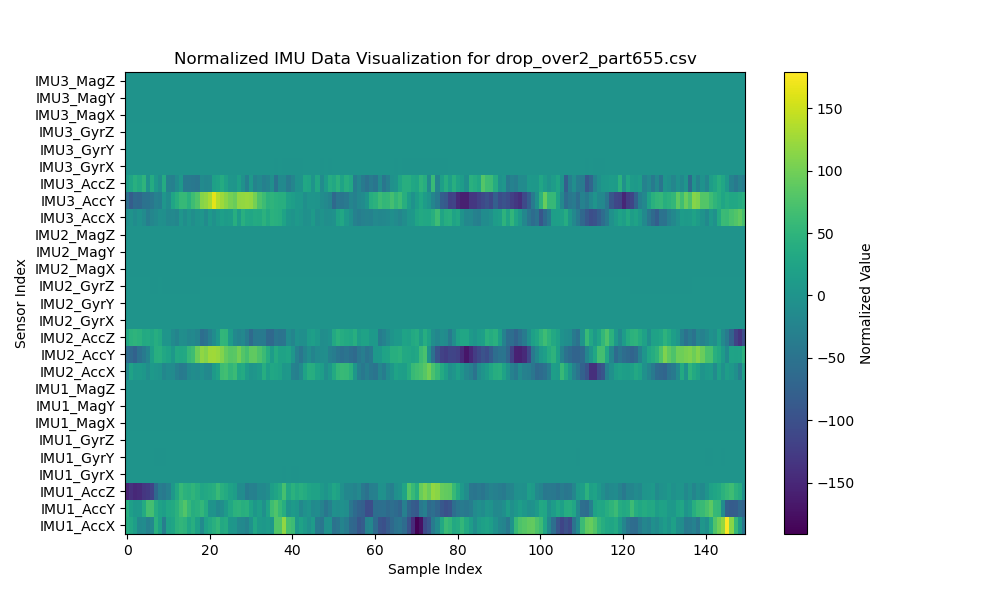 Normalized IMU Data Visualization for drop_over2_part655.csv
IMU3_MagZ
IMU3_MagY
IMU3_MagX
IMU3_GyrZ
IMU3_GyrY
IMU3_GyrX
IMU3_AccZ
IMU3_AccY
IMU3_AccX
IMU2_MagZ
IMU2_MagY
IMU2_MagX
IMU2_GyrZ
IMU2_GyrY
IMU2_GyrX
IMU2_AccZ
IMU2_AccY
IMU2_AccX
IMU1_MagZ
IMU1_MagY
IMU1_MagX
IMU1_GyrZ
IMU1_GyrY
IMU1_GyrX
IMU1_AccZ
IMU1_AccY
IMU1_AccX
Sensor Index
0 20 40 60 80 100 120 140
Sample Index
150
100
50
0
−50
−100
−150
Normalized Value